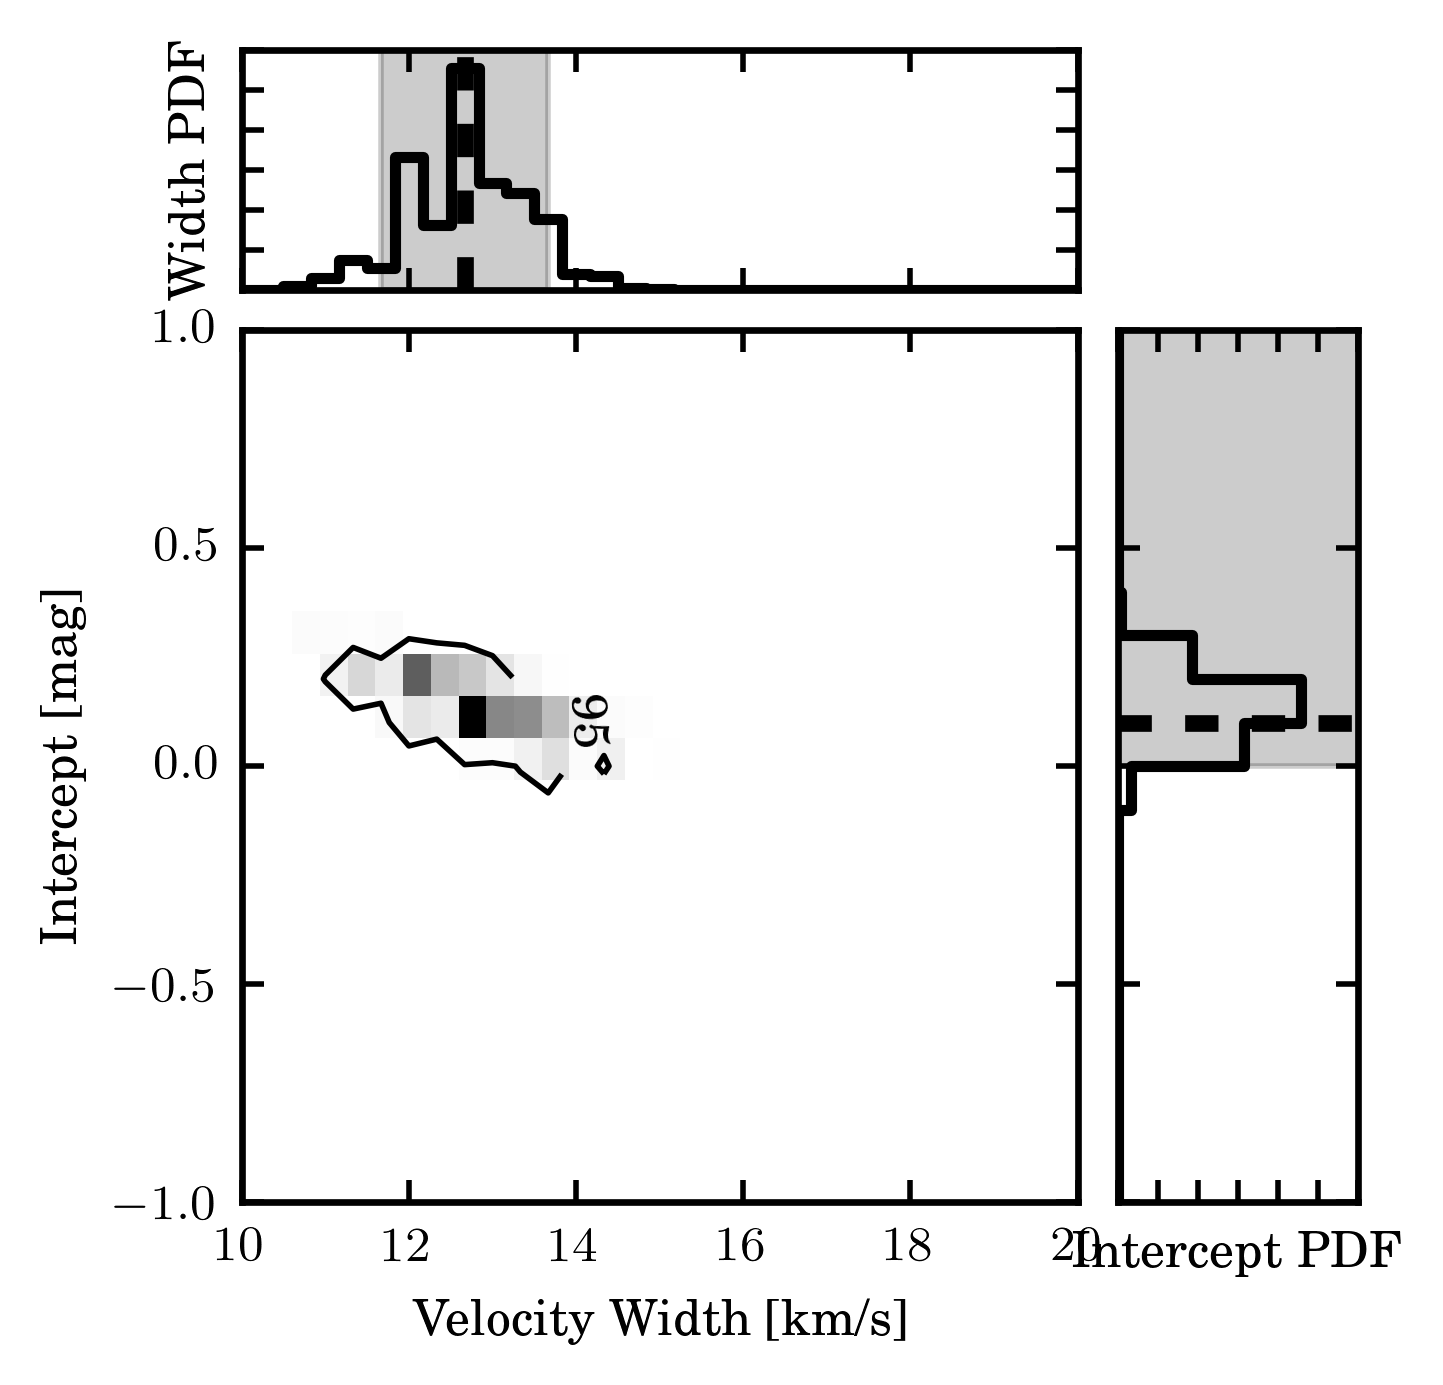 Width PDF
1.0
0.5
0.0
−0.5
−1.0
Intercept [mag]
95
10 12 14 16 18 20
Intercept PDF
Velocity Width [km/s]